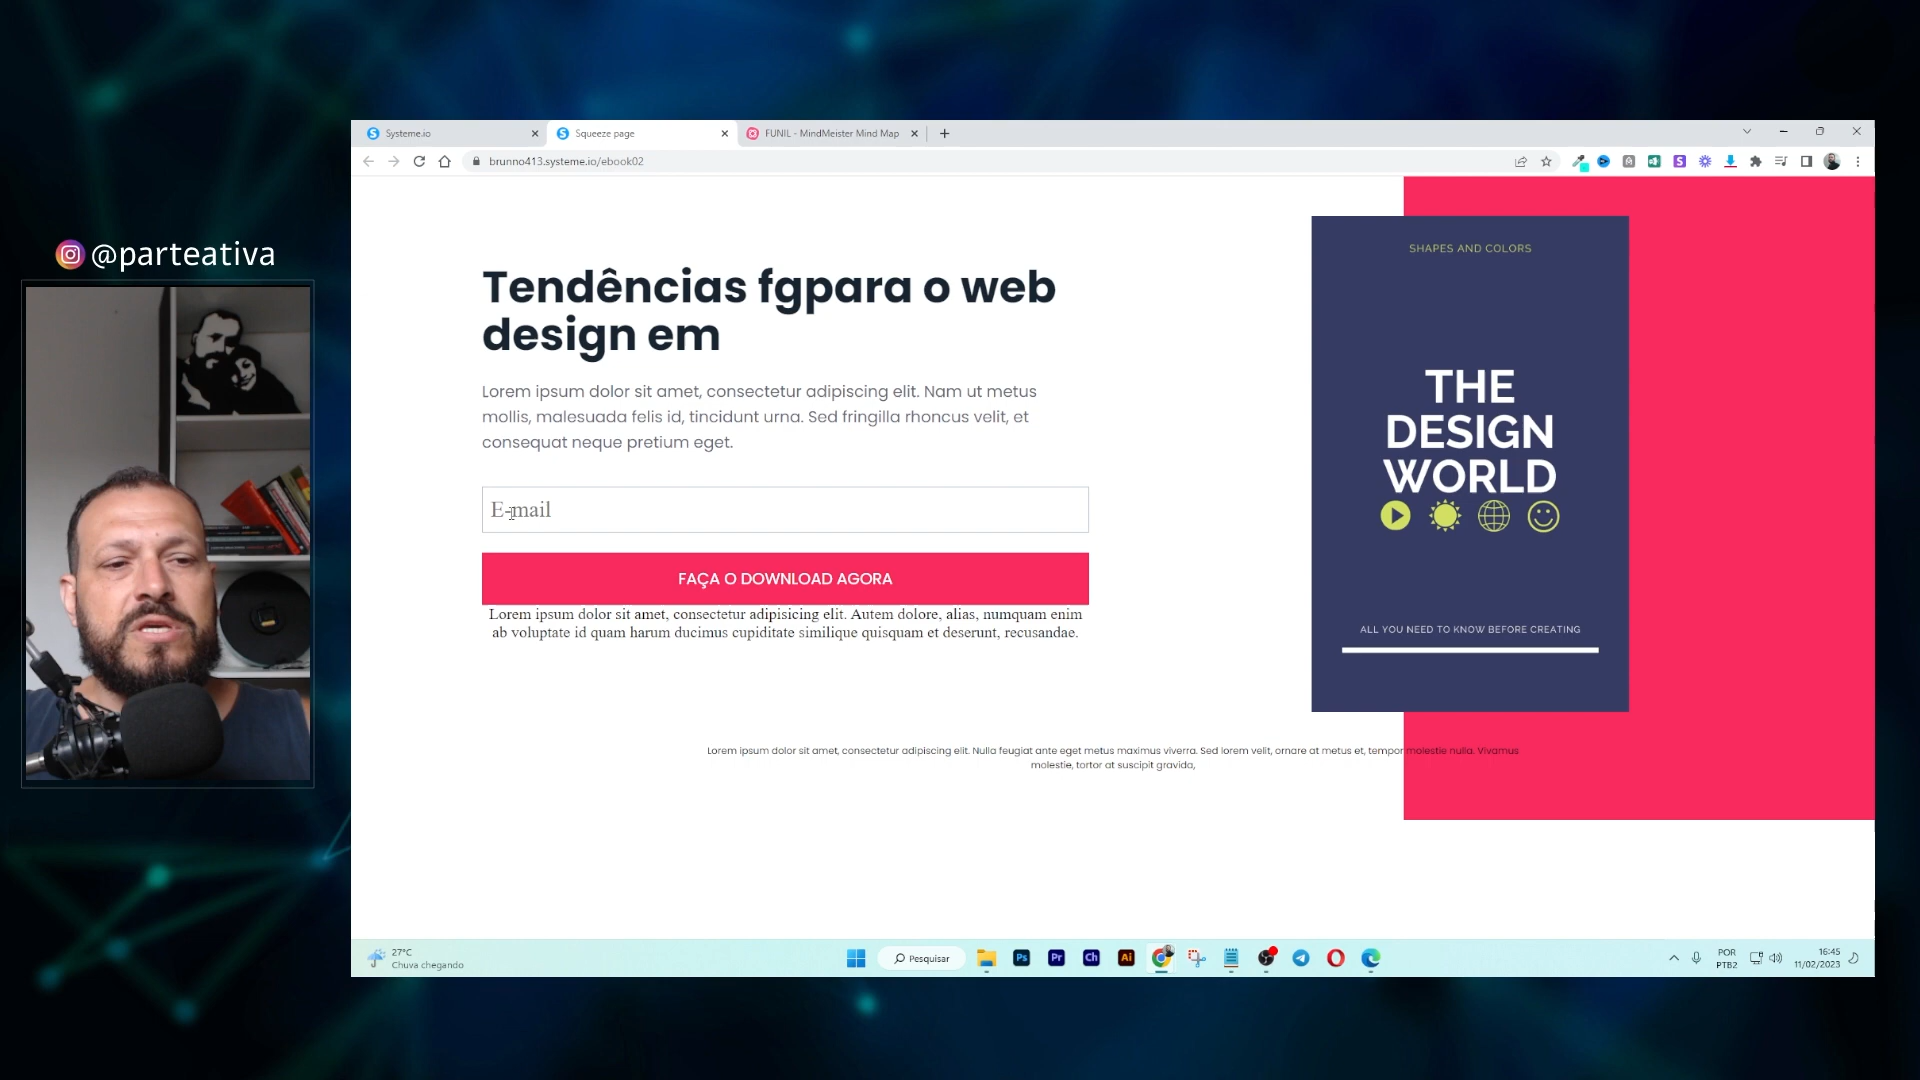 @parteativa
Systeme.io
Squeeze page
FUNIL - MindMeister Mind Map
brunno413.systeme.io/ebook02
Tendências fgpara o web
design em
Lorem ipsum dolor sit amet, consectetur adipiscing elit. Nam ut metus
mollis, malesuada felis id, tincidunt urna. Sed fringilla rhoncus velit, et
consequat neque pretium eget.
E-mail
FAÇA O DOWNLOAD AGORA
Lorem ipsum dolor sit amet, consectetur adipisicing elit. Autem dolore, alias, numquam enim
ab voluptate id quam harum ducimus cupiditate similique quisquam et deserunt, recusandae.
SHAPES AND COLORS
THE
DESIGN
WORLD
ALL YOU NEED TO KNOW BEFORE CREATING
Lorem ipsum dolor sit amet, consectetur adipiscing elit. Nulla feugiat ante eget metus maximus viverra. Sed lorem velit, ornare at metus et, tempor molestie nulla. Vivamus
molestie, tortor at suscipit gravida,
27°C
Chuva chegando
Pesquisar
Ps
Pr
Ch
Ai
POR
PTB2
16:45
11/02/2023